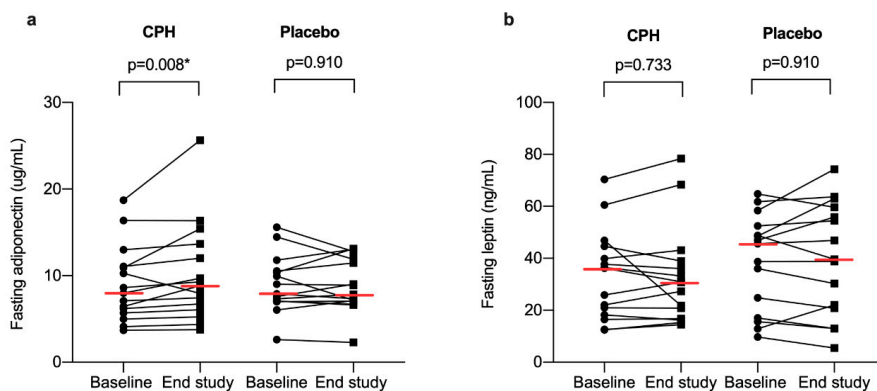 a
CPH Placebo
p=0.008* p=0.910
Fasting adiponectin (ug/mL)
30
20
10
0
Baseline End study Baseline End study
b
CPH Placebo
p=0.733 p=0.910
Fasting leptin (ng/mL)
100
80
60
40
20
0
Baseline End study Baseline End study